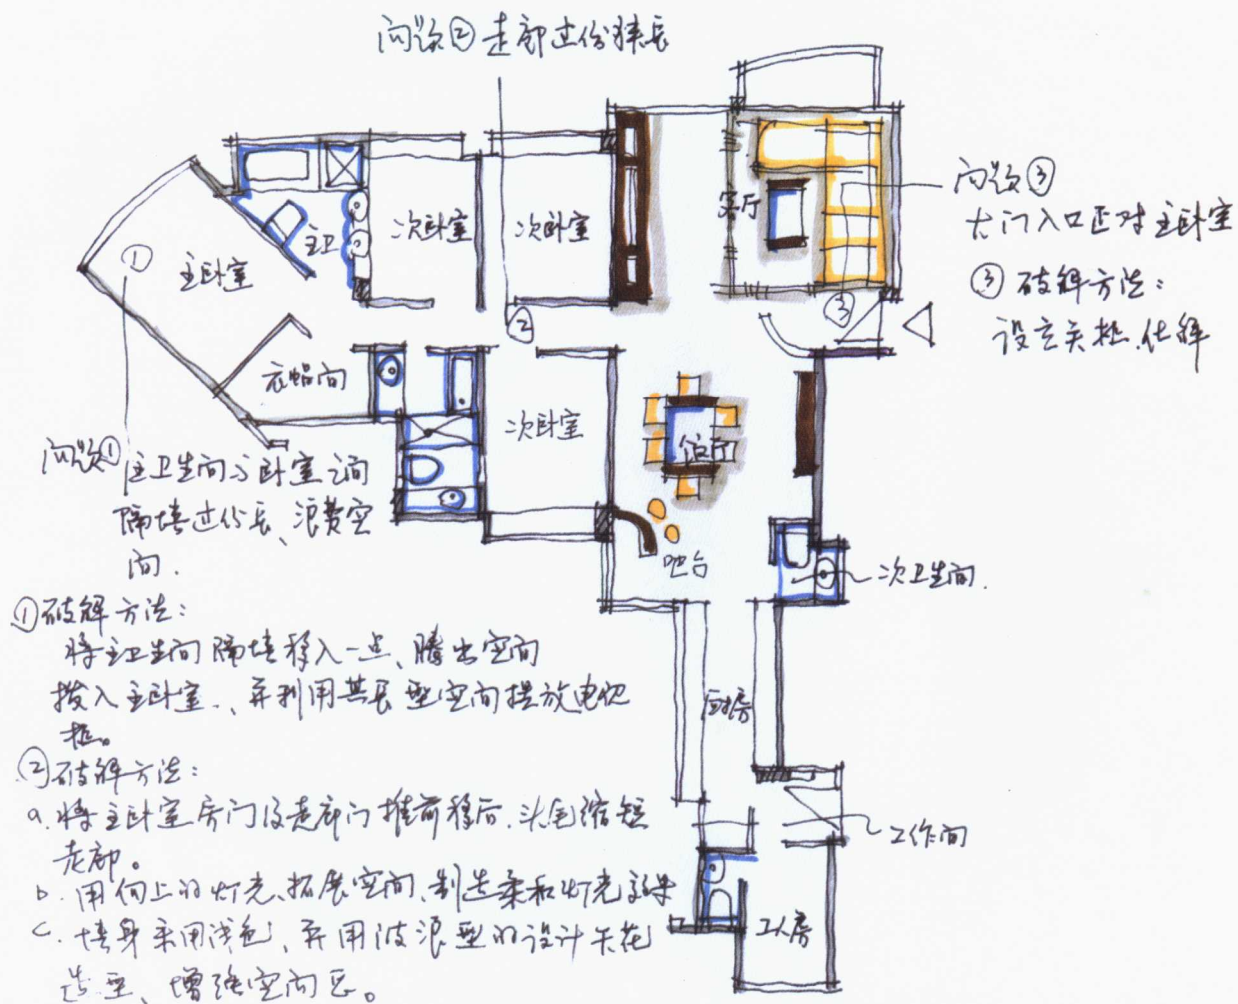 问题② 走廊过份狭长
主卫
次卧室
次卧室
客厅
①
主卧室
②
③
衣帽间
次卧室
饭厅
吧台
次卫生间.
厨房
工作间
工人房
问题③
大门入口正对主卧室
③ 破解方法:
设立关柜.化解
问题① 主卫生间与卧室之间
隔墙过份长、浪费空
间.
①破解方法:
将主卫生间隔墙移入一点、腾出空间
拨入主卧室.、并利用其长型空间摆放电视
柜。
②破解方法:
a. 将主卧室房门及走廊门推前移后.头尾缩短
走廊。
b. 用向上的灯光、拓展空间、制造柔和灯光效果
c. 墙身采用浅色、并用波浪型的设计天花
造型、增强空间感。